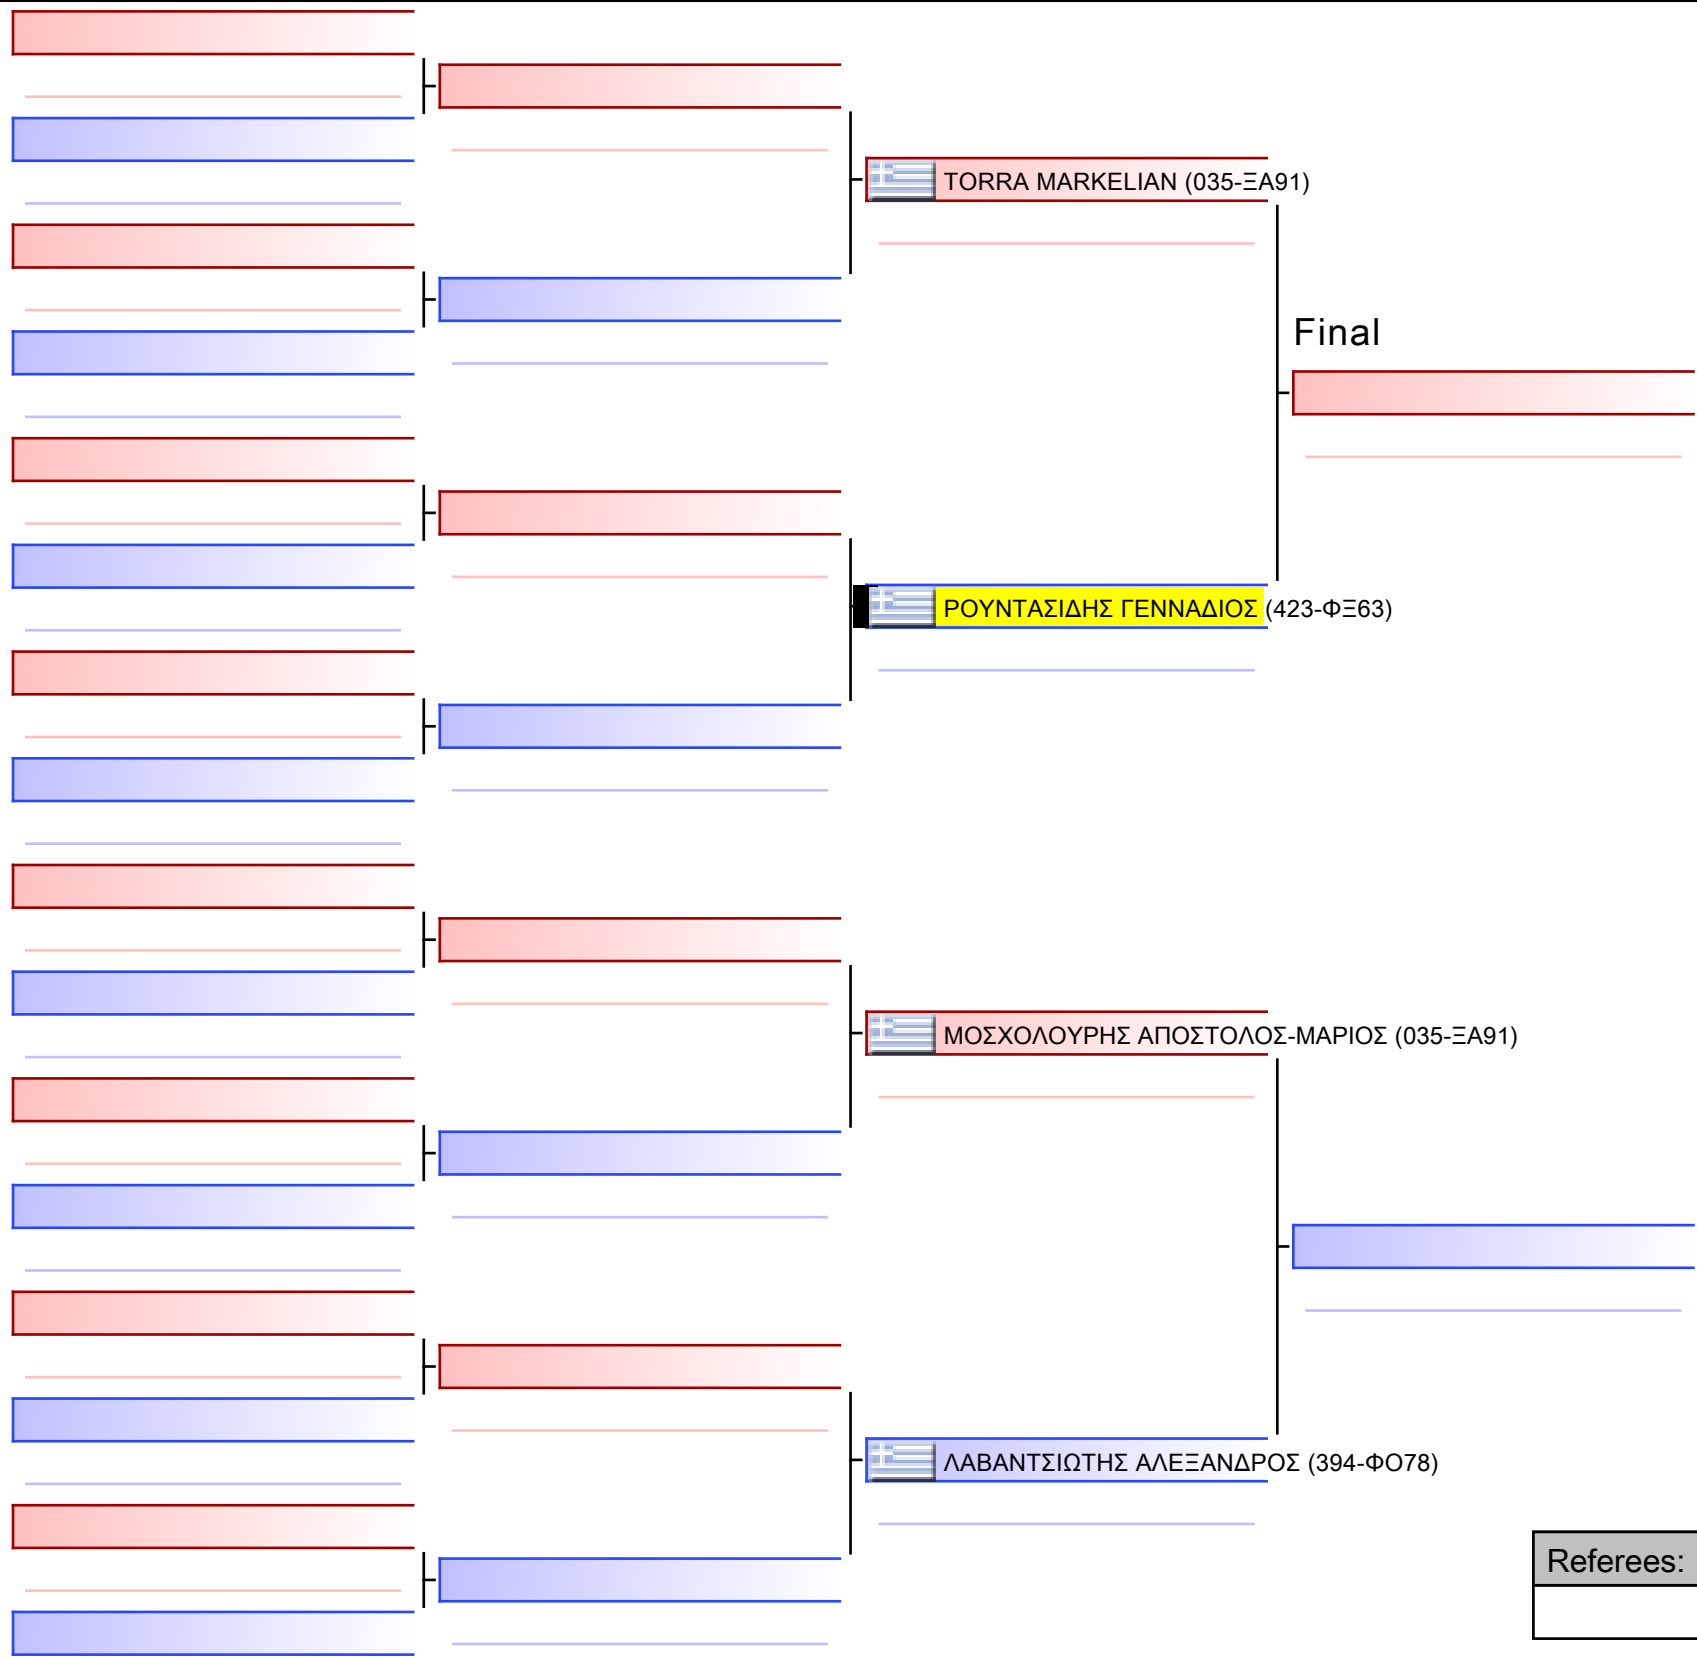 TORRA MARKELIAN (035-ΞΑ91)
Final
ΡΟΥΝΤΑΣΙΔΗΣ ΓΕΝΝΑΔΙΟΣ (423-ΦΞ63)
ΜΟΣΧΟΛΟΥΡΗΣ ΑΠΟΣΤΟΛΟΣ-ΜΑΡΙΟΣ (035-ΞΑ91)
ΛΑΒΑΝΤΣΙΩΤΗΣ ΑΛΕΞΑΝΔΡΟΣ (394-ΦΟ78)
Referees: